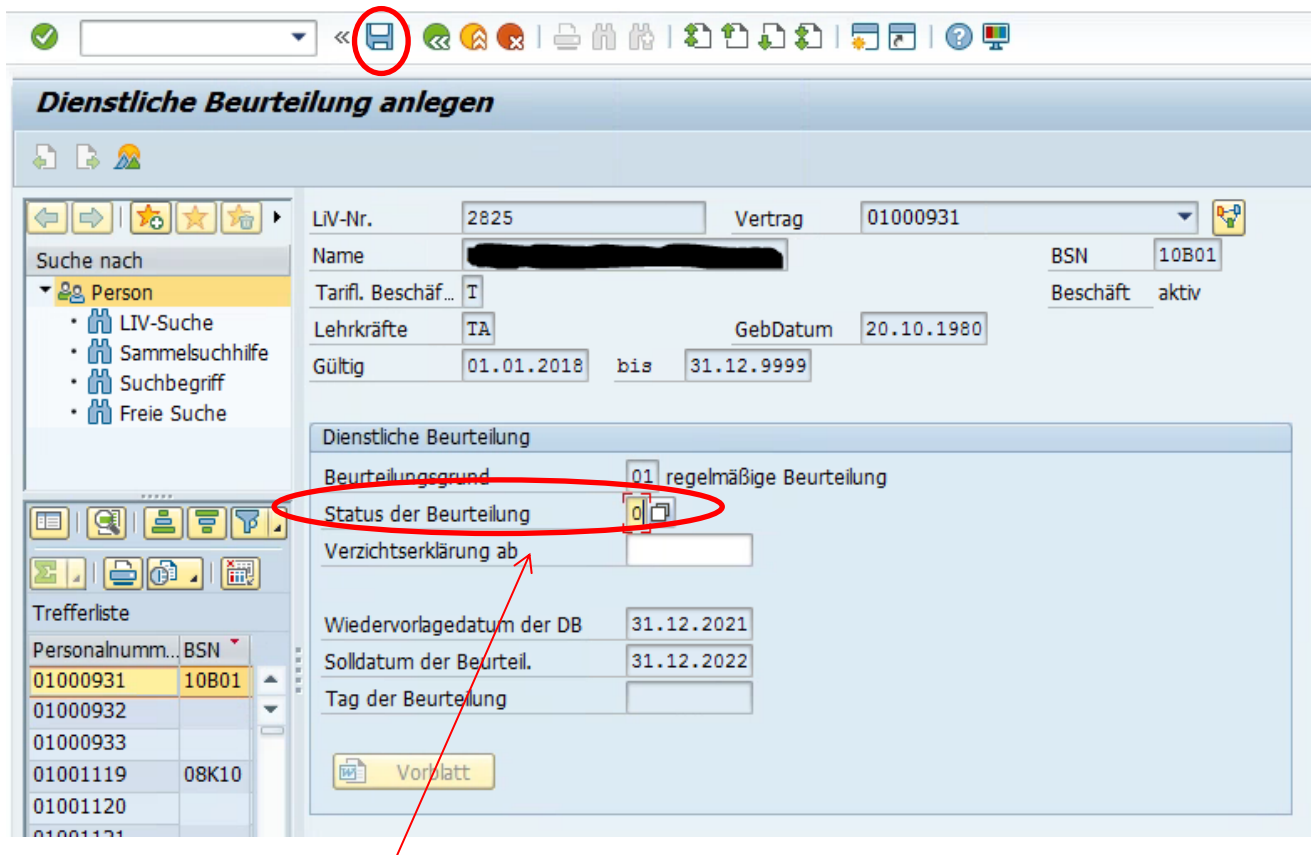 Dienstliche Beurteilung anlegen
LiV-Nr. 2825 Vertrag 01000931
Name BSN 10B01
Tarifl. Beschäf... T Beschäft aktiv
Lehrkräfte TA GebDatum 20.10.1980
Gültig 01.01.2018 bis 31.12.9999
Suche nach
Person
LIV-Suche
Sammelsuchhilfe
Suchbegriff
Freie Suche
Dienstliche Beurteilung
Beurteilungsgrund 01 regelmäßige Beurteilung
Status der Beurteilung 0
Verzichtserklärung ab
Wiedervorlagedatum der DB 31.12.2021
Solldatum der Beurteil. 31.12.2022
Tag der Beurteilung
Vorblatt
Trefferliste
Personalnumm... BSN
01000931 10B01
01000932
01000933
01001119 08K10
01001120